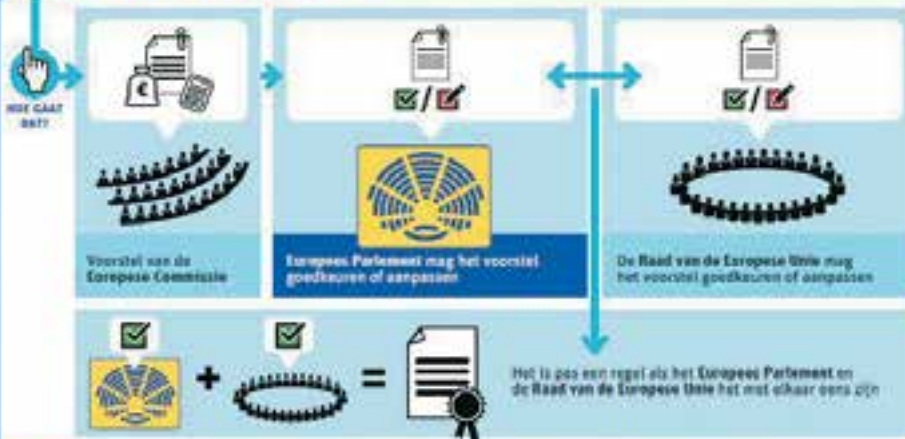 HOE GAAT
DAT?
€
/
/
Voorstel van de
Europese Commissie
Europees Parlement mag het voorstel
goedkeuren of aanpassen
De Raad van de Europese Unie mag
het voorstel goedkeuren of aanpassen
+
=
Het is pas een regel als het Europees Parlement en
de Raad van de Europese Unie het met elkaar eens zijn